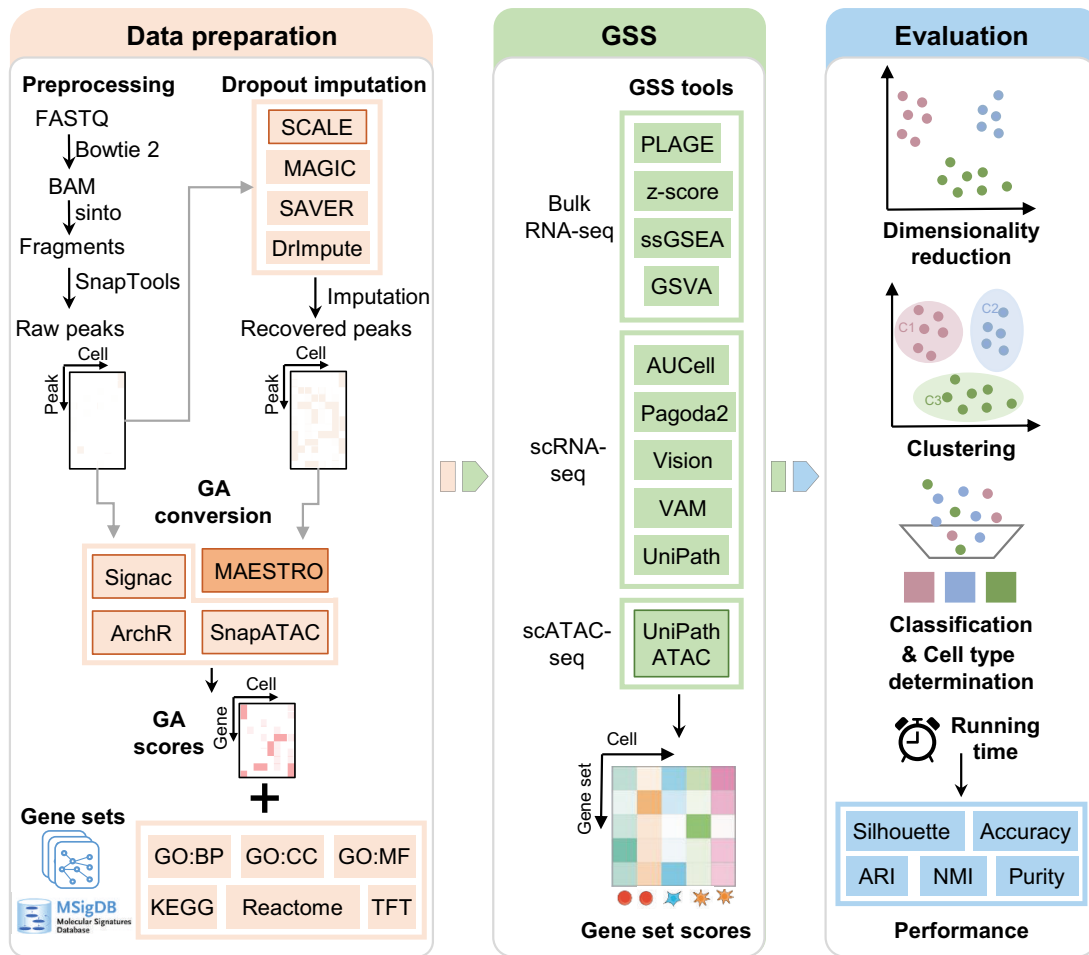 Data preparation
Preprocessing
FASTQ
Bowtie 2
BAM
sinto
Fragments
SnapTools
Raw peaks
Cell
Peak
Dropout imputation
SCALE
MAGIC
SAVER
DrImpute
Imputation
Recovered peaks
Cell
Peak
GA
conversion
Signac
MAESTRO
ArchR
SnapATAC
GA
scores
Cell
Gene
+
Gene sets
MSigDB
Molecular Signatures
Database
GO:BP
GO:CC
GO:MF
KEGG
Reactome
TFT
GSS
GSS tools
Bulk
RNA-seq
PLAGE
z-score
ssGSEA
GSVA
scRNA-
seq
AUCell
Pagoda2
Vision
VAM
UniPath
scATAC-
seq
UniPath
ATAC
Cell
Gene set
Gene set scores
Evaluation
Dimensionality
reduction
C1
C2
C3
Clustering
Classification
& Cell type
determination
Running
time
Silhouette
Accuracy
ARI
NMI
Purity
Performance